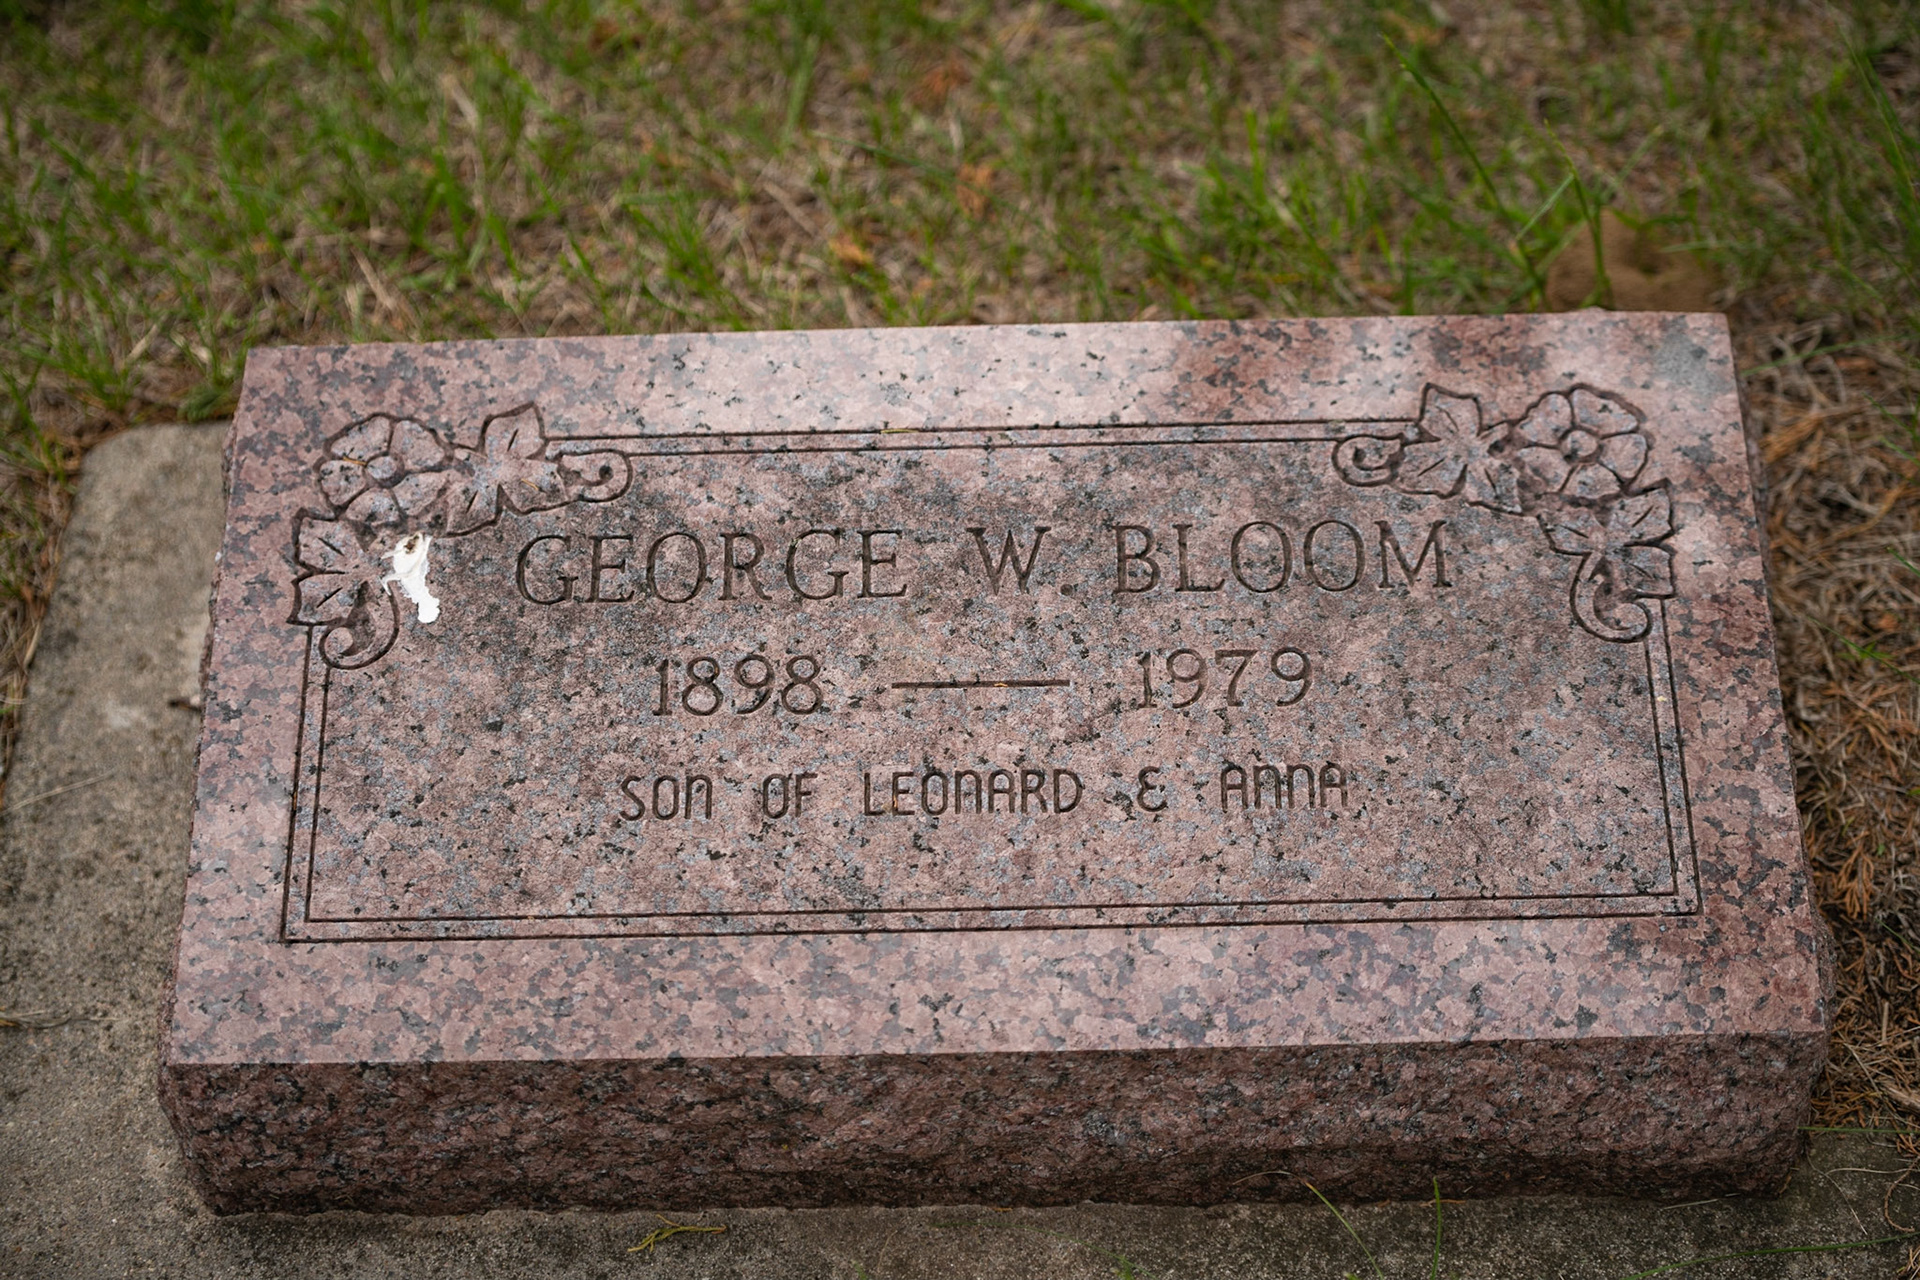 GEORGE W. BLOOM
1898 — 1979
SON OF LEONARD & ANNA